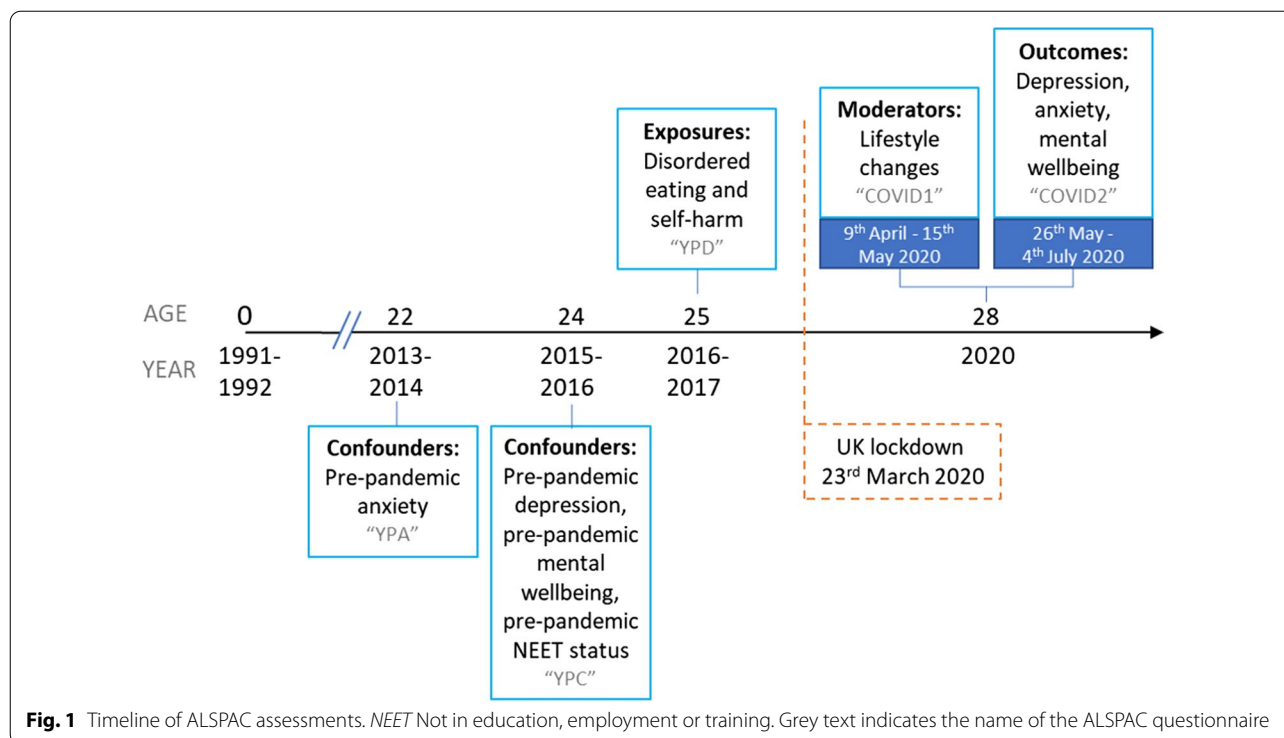 Outcomes:
Depression,
anxiety,
mental
wellbeing
"COVID2"
26th May -
4th July 2020
Moderators:
Lifestyle
changes
"COVID1"
9th April - 15th
May 2020
Exposures:
Disordered
eating and
self-harm
"YPD"
AGE 0 22 24 25 28
YEAR
1991-
1992
2013-
2014
2015-
2016
2016-
2017
2020
Confounders:
Pre-pandemic
anxiety
"YPA"
Confounders:
Pre-pandemic
depression,
pre-pandemic
mental
wellbeing,
pre-pandemic
NEET status
"YPC"
UK lockdown
23rd March 2020
Fig. 1 Timeline of ALSPAC assessments. NEET Not in education, employment or training. Grey text indicates the name of the ALSPAC questionnaire